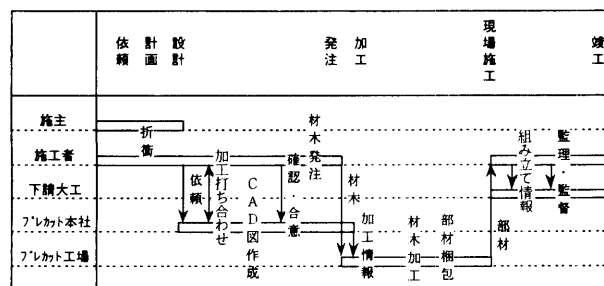 依頼
計画
設計
発注
加工
現場施工
竣工
施主
施工者
下請大工
プレカット本社
プレカット工場
折衝
依頼
加工打ち合わせ
CAD図作成
確認・合意
材木発注
材木
加工情報
材木加工
部材梱包
部材
組み立て情報
監理・監督